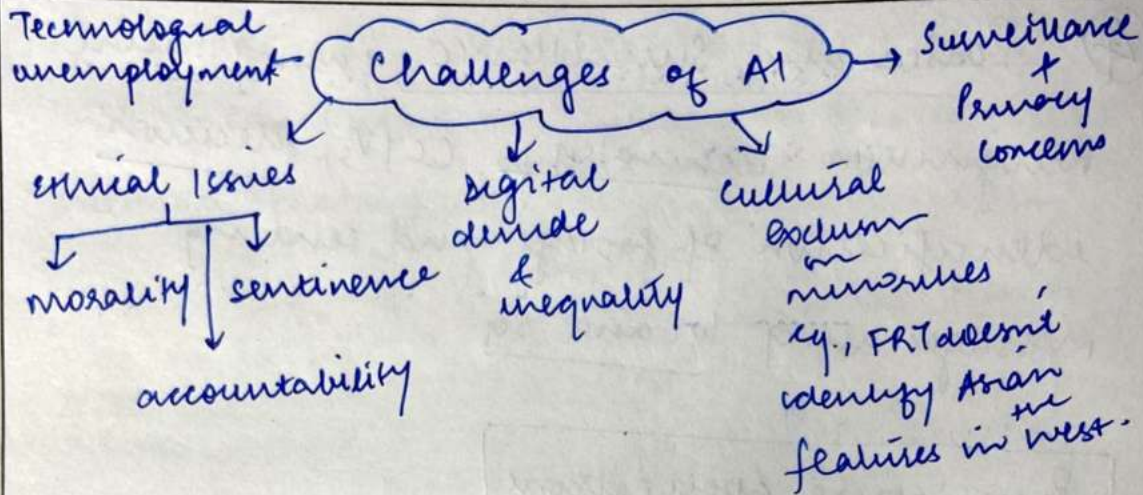 Technological
unemployment
Challenges of AI
Surveillance
+
Privacy
concerns
Ethical Issues
morality
sentinence
accountability
Digital
devide
&
inequality
Cultural
exclusion
minorities
eg., FRT doesn't
identify Asian
features in the West.